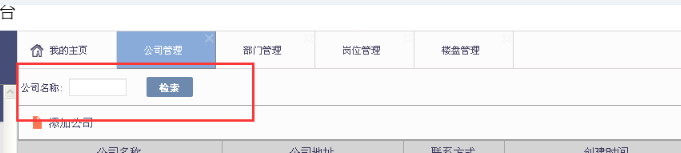 台
我的主页 公司管理 部门管理 岗位管理 楼盘管理
公司名称: 检索
添加公司
公司名称 公司地址 联系方式 创建时间